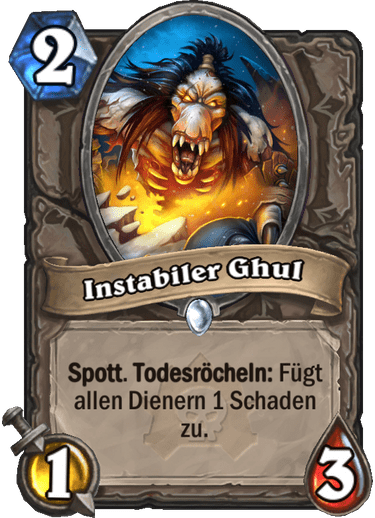 2
Instabiler Ghul
Spott. Todesröcheln: Fügt
allen Dienern 1 Schaden
zu.
1
3